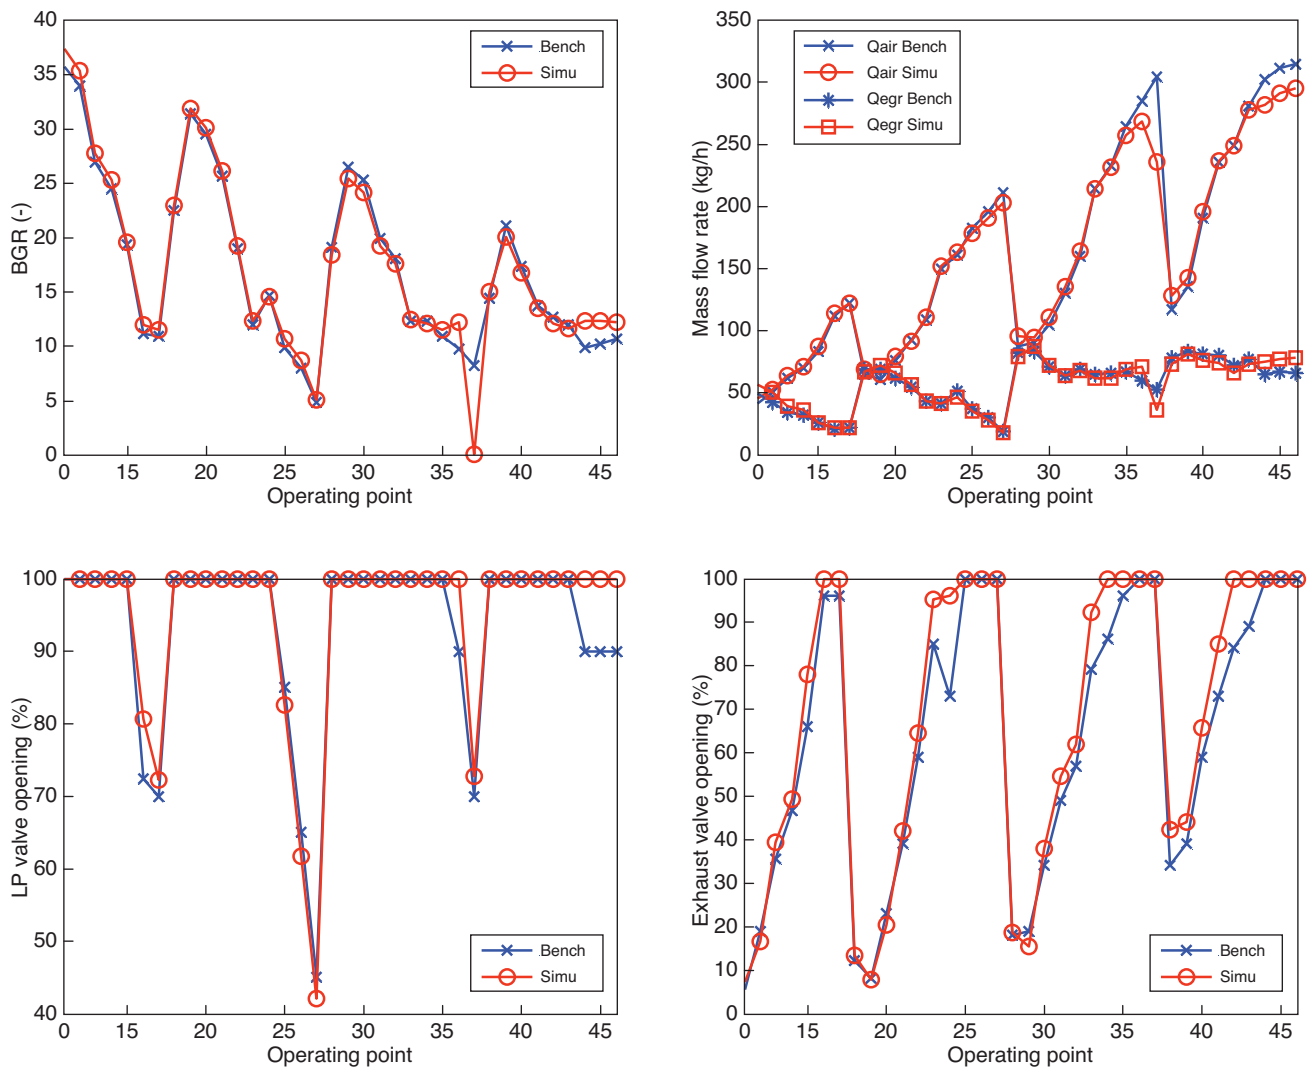 40
35
30
25
20
15
10
5
0
BGR (-)
Bench
Simu
0 15 20 25 30 35 40 45
Operating point
350
300
250
200
150
100
50
0
Mass flow rate (kg/h)
Qair Bench
Qair Simu
Qegr Bench
Qegr Simu
0 15 20 25 30 35 40 45
Operating point
100
90
80
70
60
50
40
LP valve opening (%)
Bench
Simu
0 15 20 25 30 35 40 45
Operating point
100
90
80
70
60
50
40
30
20
10
0
Exhaust valve opening (%)
Bench
Simu
0 15 20 25 30 35 40 45
Operating point